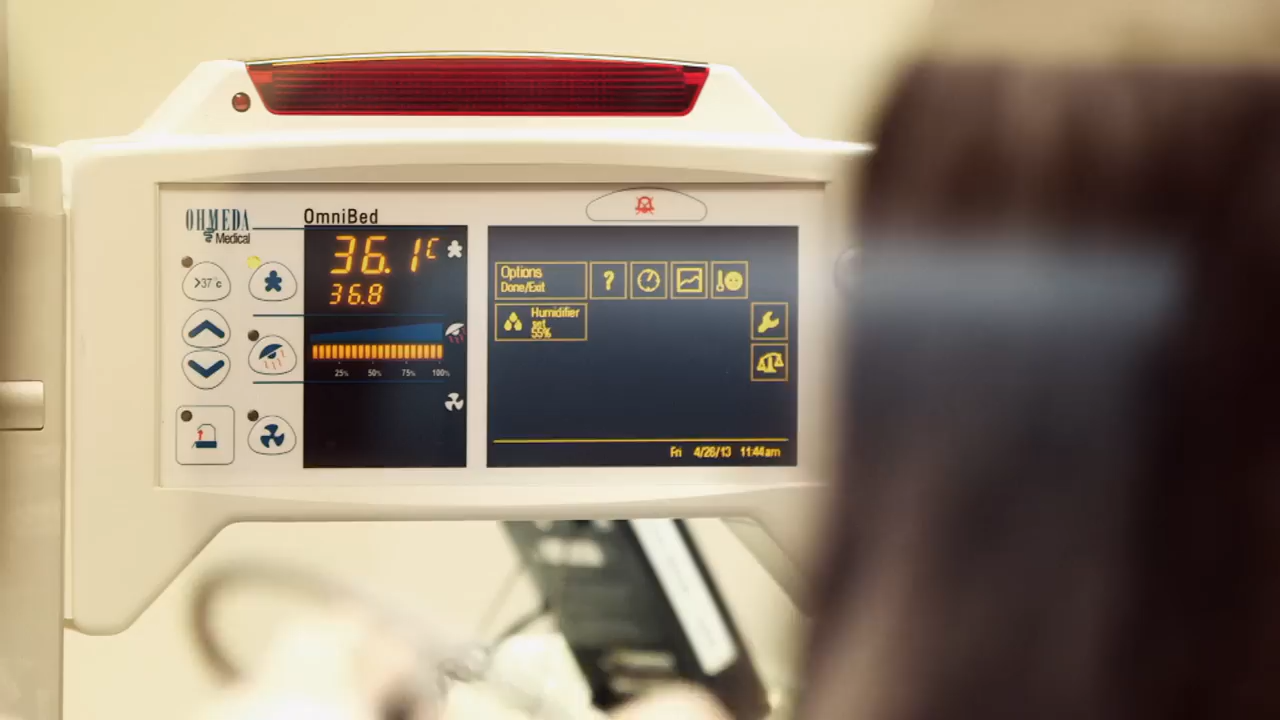 OHMEDA
Medical
OmniBed
>37°c
36.1C
36.8
25% 50% 75% 100%
Options
Done/Exit
?
Humidifier
set
55%
Fri 4/26/13 11:44am